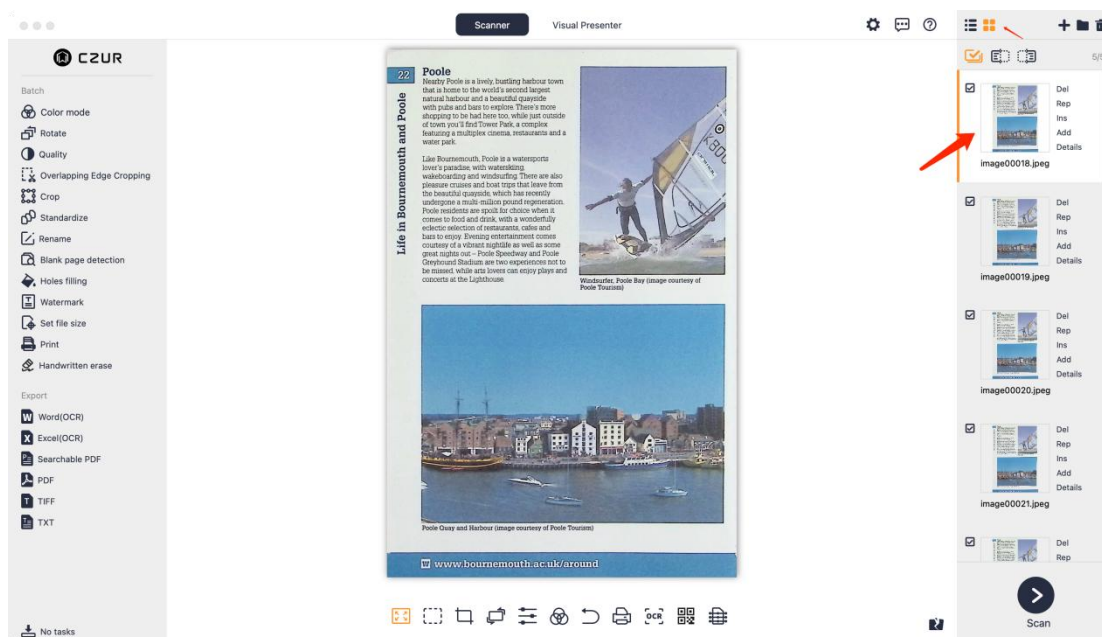 Scanner
Visual Presenter
CZUR
Batch
Color mode
Rotate
Quality
Overlapping Edge Cropping
Crop
Standardize
Rename
Blank page detection
Holes filling
Watermark
Set file size
Print
Handwritten erase
Export
Word(OCR)
Excel(OCR)
Searchable PDF
PDF
TIFF
TXT
No tasks
22
Life in Bournemouth and Poole
Poole
Nearby Poole is a lively, bustling harbour town
that is home to the world's second largest
natural harbour and a beautiful quayside
with pubs and bars to explore. There's more
shopping to be had here too, while just outside
of town you'll find Tower Park, a complex
featuring a multiplex cinema, restaurants and a
water park.
Like Bournemouth, Poole is a watersports
lover's paradise, with waterskiing,
wakeboarding and windsurfing. There are also
pleasure cruises and boat trips that leave from
the beautiful quayside, which has recently
undergone a multi-million pound regeneration.
Poole residents are spoilt for choice when it
comes to food and drink, with a wonderfully
eclectic selection of restaurants, cafes and
bars to enjoy. Evening entertainment comes
courtesy of a vibrant nightlife as well as some
great nights out – Poole Speedway and Poole
Greyhound Stadium are two experiences not to
be missed, while arts lovers can enjoy plays and
concerts at the Lighthouse.
Windsurfer, Poole Bay (image courtesy of
Poole Tourism)
Poole Quay and Harbour (image courtesy of Poole Tourism)
www.bournemouth.ac.uk/around
OCR
Del
Rep
Ins
Add
Details
image00018.jpeg
Del
Rep
Ins
Add
Details
image00019.jpeg
Del
Rep
Ins
Add
Details
image00020.jpeg
Del
Rep
Ins
Add
Details
image00021.jpeg
Del
Rep
Scan